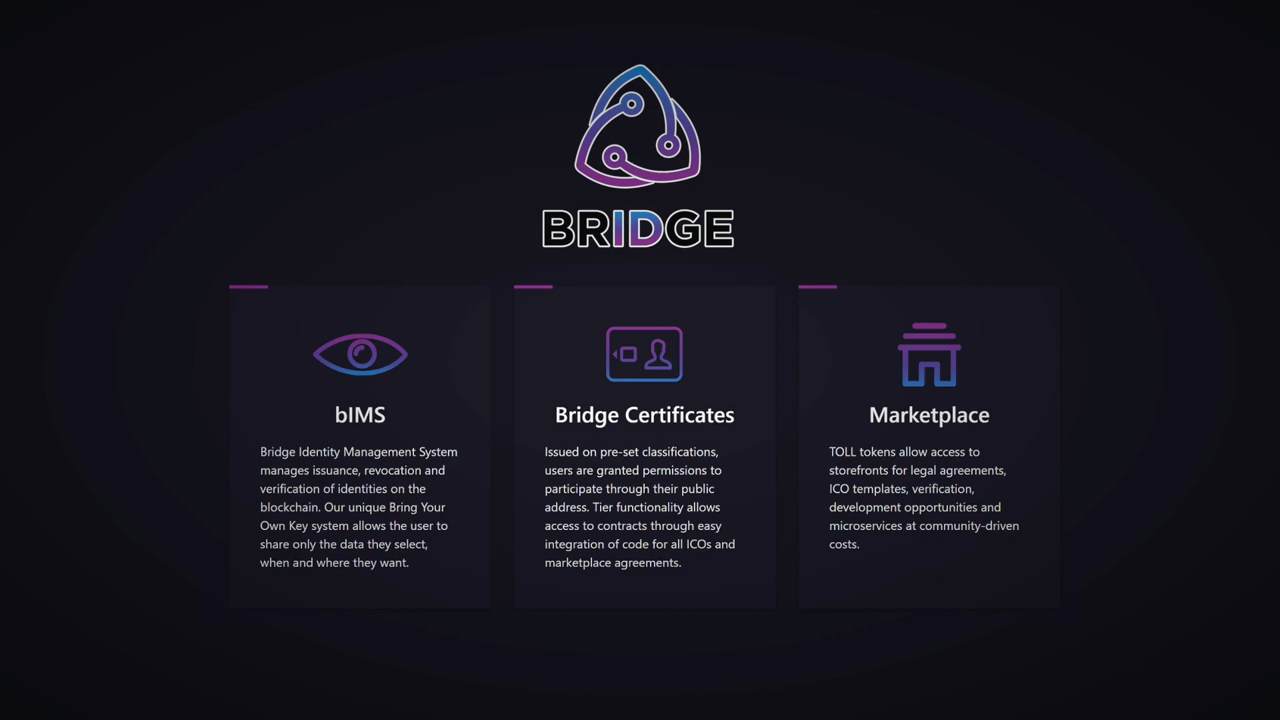 BRIDGE
bIMS
Bridge Identity Management System
manages issuance, revocation and
verification of identities on the
blockchain. Our unique Bring Your
Own Key system allows the user to
share only the data they select,
when and where they want.
Bridge Certificates
Issued on pre-set classifications,
users are granted permissions to
participate through their public
address. Tier functionality allows
access to contracts through easy
integration of code for all ICOs and
marketplace agreements.
Marketplace
TOLL tokens allow access to
storefronts for legal agreements,
ICO templates, verification,
development opportunities and
microservices at community-driven
costs.